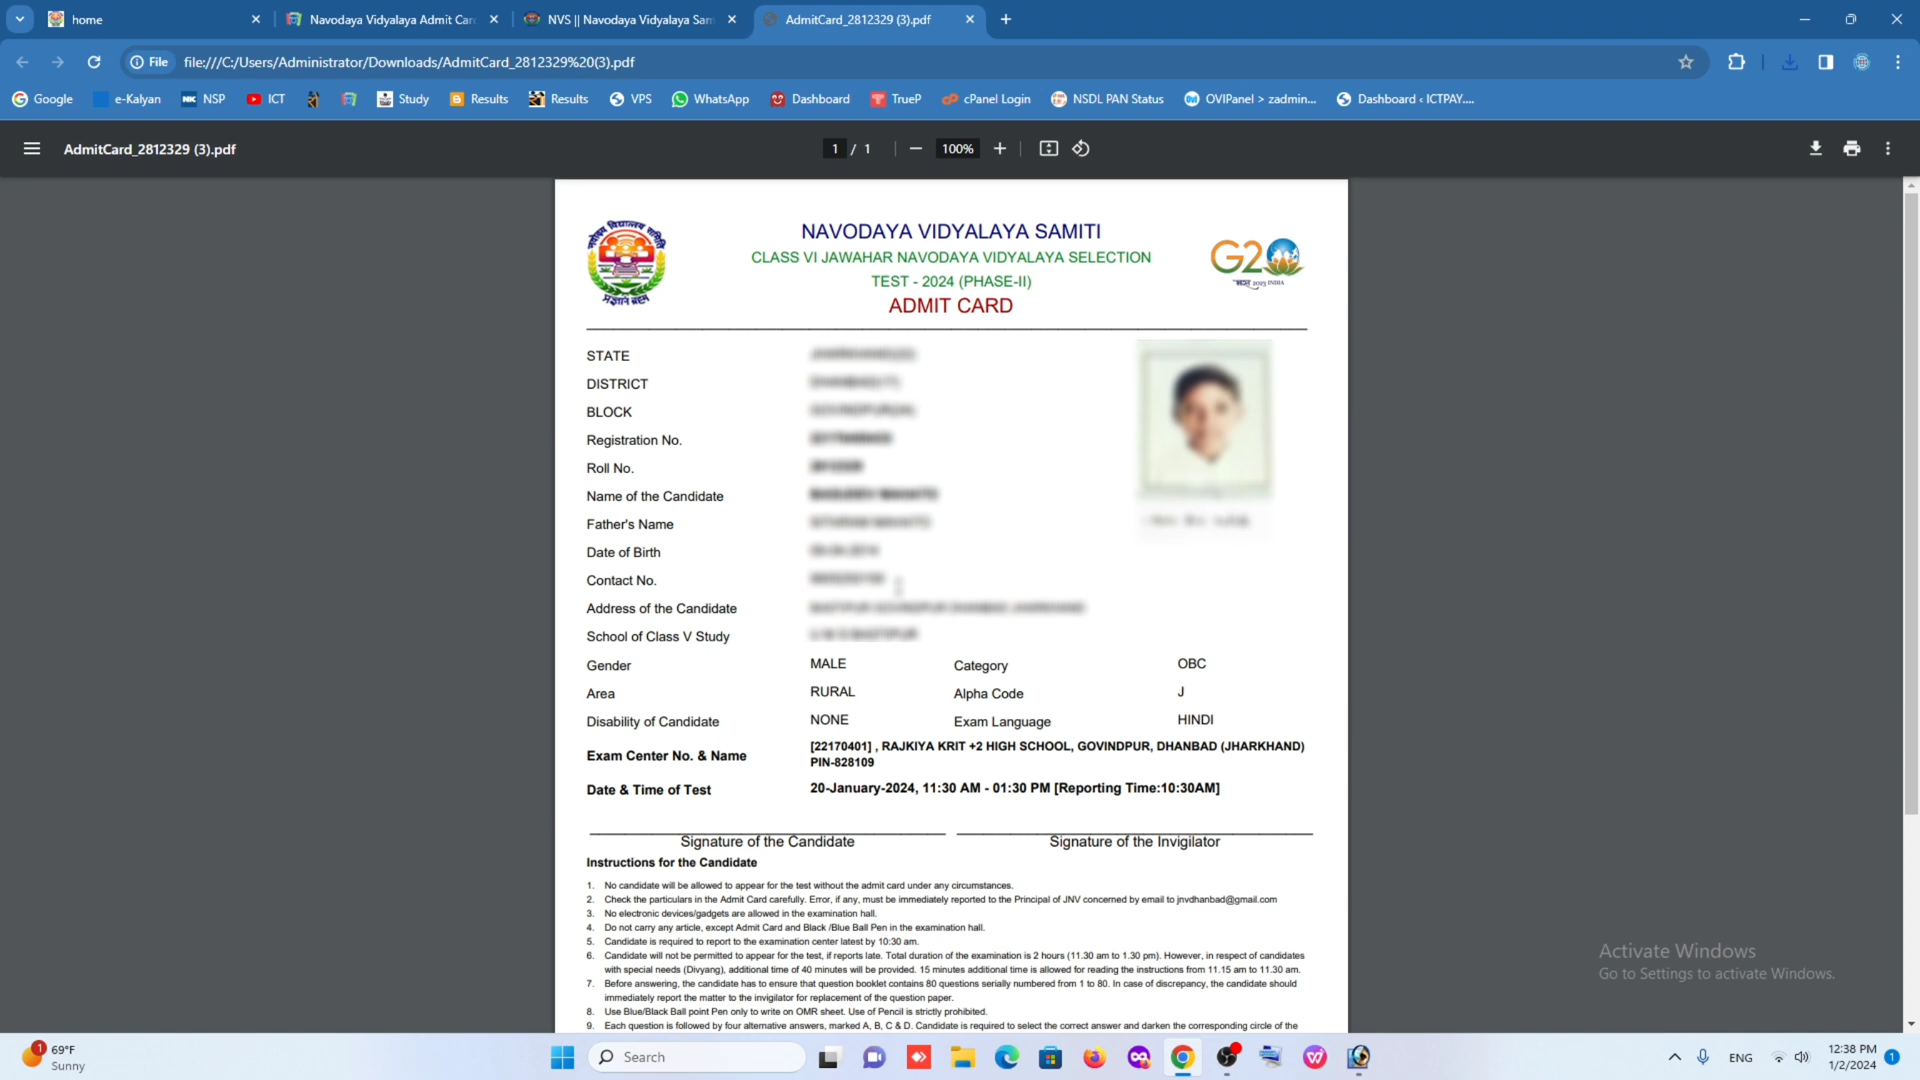 home
Navodaya Vidyalaya Admit Car
NVS || Navodaya Vidyalaya Sam
AdmitCard_2812329 (3).pdf
File
file:///C:/Users/Administrator/Downloads/AdmitCard_2812329%20(3).pdf
Google
e-Kalyan
NSP
ICT
Study
Results
Results
VPS
WhatsApp
Dashboard
TrueP
cPanel Login
NSDL PAN Status
OVIPanel > zadmin...
Dashboard ‹ ICTPAY....
AdmitCard_2812329 (3).pdf
1 / 1
100%
नवोदय विद्यालय समिति
प्रज्ञानं ब्रह्म
NAVODAYA VIDYALAYA SAMITI
CLASS VI JAWAHAR NAVODAYA VIDYALAYA SELECTION
TEST - 2024 (PHASE-II)
ADMIT CARD
G20
भारत 2023 INDIA
STATE
DISTRICT
BLOCK
Registration No.
Roll No.
Name of the Candidate
Father's Name
Date of Birth
Contact No.
Address of the Candidate
School of Class V Study
Gender MALE Category OBC
Area RURAL Alpha Code J
Disability of Candidate NONE Exam Language HINDI
Exam Center No. & Name [22170401] , RAJKIYA KRIT +2 HIGH SCHOOL, GOVINDPUR, DHANBAD (JHARKHAND)
PIN-828109
Date & Time of Test 20-January-2024, 11:30 AM - 01:30 PM [Reporting Time:10:30AM]
Signature of the Candidate Signature of the Invigilator
Instructions for the Candidate
1. No candidate will be allowed to appear for the test without the admit card under any circumstances.
2. Check the particulars in the Admit Card carefully. Error, if any, must be immediately reported to the Principal of JNV concerned by email to jnvdhanbad@gmail.com
3. No electronic devices/gadgets are allowed in the examination hall.
4. Do not carry any article, except Admit Card and Black /Blue Ball Pen in the examination hall.
5. Candidate is required to report to the examination center latest by 10:30 am.
6. Candidate will not be permitted to appear for the test, if reports late. Total duration of the examination is 2 hours (11.30 am to 1.30 pm). However, in respect of candidates
with special needs (Divyang), additional time of 40 minutes will be provided. 15 minutes additional time is allowed for reading the instructions from 11.15 am to 11.30 am.
7. Before answering, the candidate has to ensure that question booklet contains 80 questions serially numbered from 1 to 80. In case of discrepancy, the candidate should
immediately report the matter to the invigilator for replacement of the question paper.
8. Use Blue/Black Ball point Pen only to write on OMR sheet. Use of Pencil is strictly prohibited.
9. Each question is followed by four alternative answers, marked A, B, C & D. Candidate is required to select the correct answer and darken the corresponding circle of the
Activate Windows
Go to Settings to activate Windows.
1
69°F
Sunny
Search
ENG
12:38 PM
1/2/2024
1